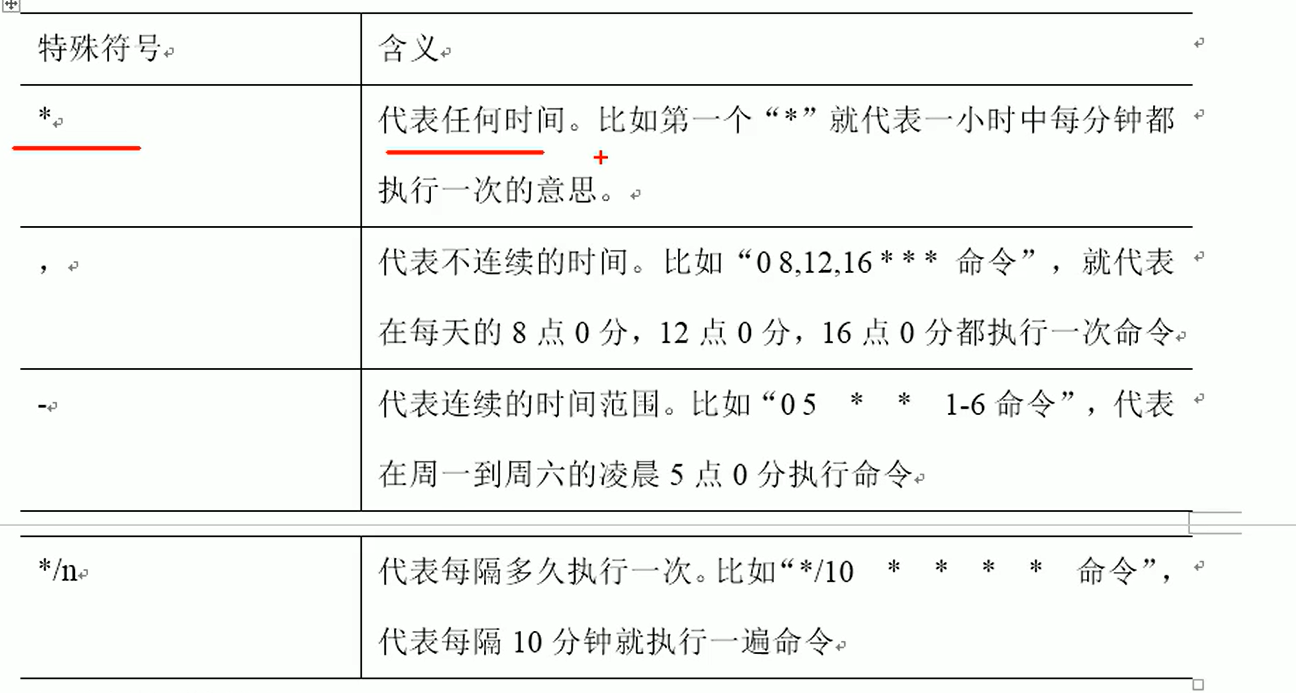 特殊符号 含义
* 代表任何时间。比如第一个“*”就代表一小时中每分钟都
执行一次的意思。
， 代表不连续的时间。比如“0 8,12,16 * * * 命令”，就代表
在每天的 8 点 0 分，12 点 0 分，16 点 0 分都执行一次命令
- 代表连续的时间范围。比如“0 5 * * 1-6 命令”，代表
在周一到周六的凌晨 5 点 0 分执行命令
*/n 代表每隔多久执行一次。比如“*/10 * * * * 命令”，
代表每隔 10 分钟就执行一遍命令